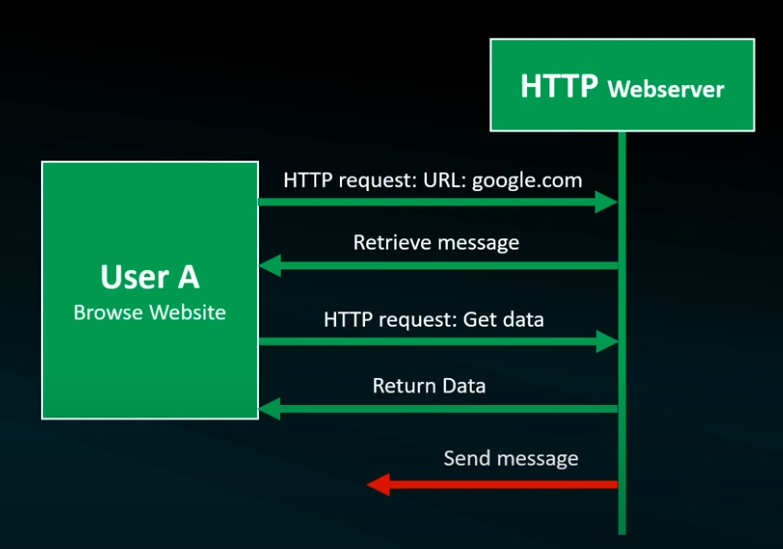 HTTP Webserver
HTTP request: URL: google.com
Retrieve message
User A
Browse Website
HTTP request: Get data
Return Data
Send message